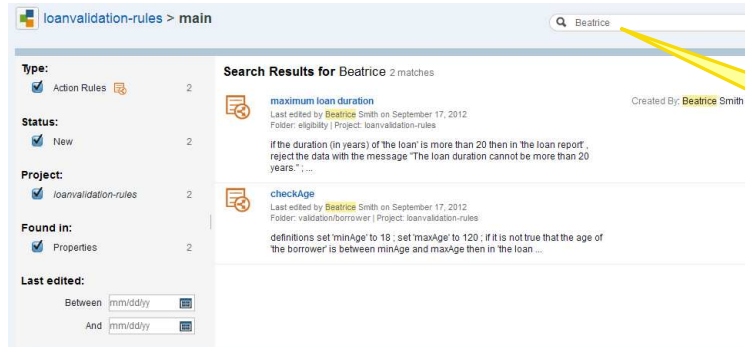 loanvalidation-rules > main
Beatrice
Type:
Action Rules 2
Status:
New 2
Project:
loanvalidation-rules 2
Found in:
Properties 2
Last edited:
Between mm/dd/yy
And mm/dd/yy
Search Results for Beatrice 2 matches
maximum loan duration
Created By: Beatrice Smith
Last edited by Beatrice Smith on September 17, 2012
Folder: eligibility | Project: loanvalidation-rules
if the duration (in years) of 'the loan' is more than 20 then in 'the loan report' ,
reject the data with the message "The loan duration cannot be more than 20
years." ; ...
checkAge
Last edited by Beatrice Smith on September 17, 2012
Folder: validation/borrower | Project: loanvalidation-rules
definitions set 'minAge' to 18 ; set 'maxAge' to 120 ; if it is not true that the age of
'the borrower' is between minAge and maxAge then in 'the loan ...